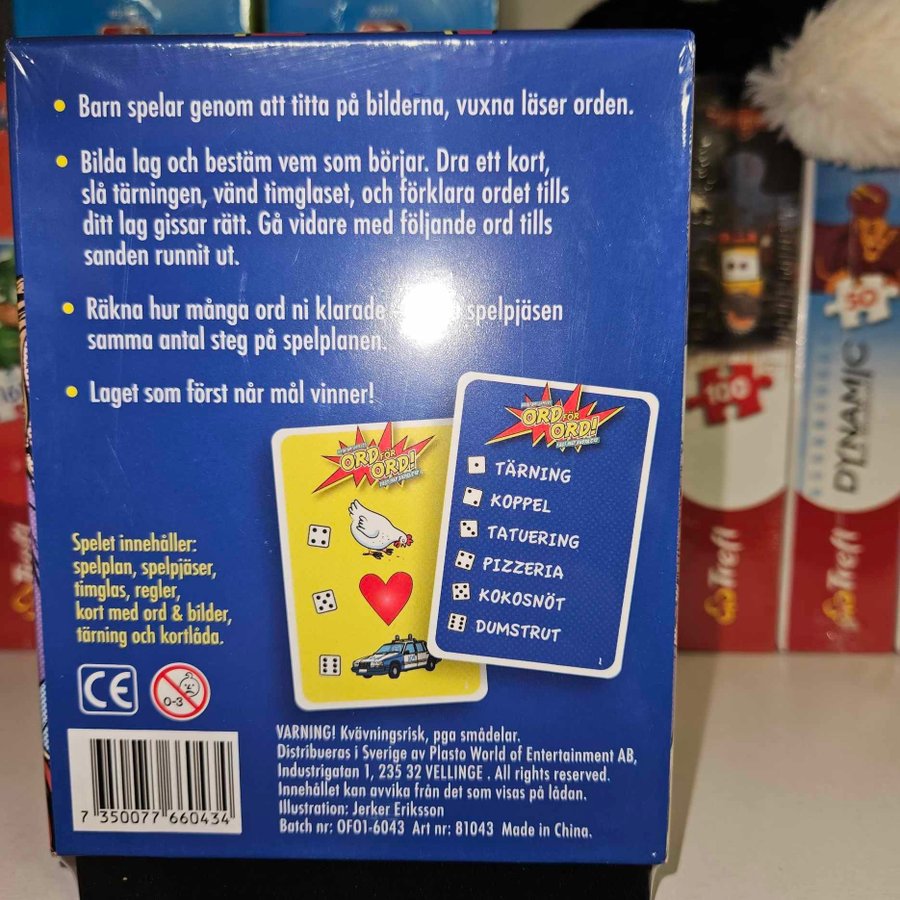 Barn spelar genom att titta på bilderna, vuxna läser orden.
Bilda lag och bestäm vem som börjar. Dra ett kort,
slå tärningen, vänd timglaset, och förklara ordet tills
ditt lag gissar rätt. Gå vidare med följande ord tills
sanden runnit ut.
Räkna hur många ord ni klarade spelpjäsen
samma antal steg på spelplanen.
Laget som först når mål vinner!
ORD FÖR
ORD!
ORD FÖR
ORD!
TÄRNING
KOPPEL
TATUERING
PIZZERIA
KOKOSNÖT
DUMSTRUT
1
Spelet innehåller:
spelplan, spelpjäser,
timglas, regler,
kort med ord & bilder,
tärning och kortlåda.
CE
0-3
7 350077 660434
VARNING! Kvävningsrisk, pga smådelar.
Distribueras i Sverige av Plasto World of Entertainment AB,
Industrigatan 1, 235 32 VELLINGE . All rights reserved.
Innehållet kan avvika från det som visas på lådan.
Illustration: Jerker Eriksson
Batch nr: OF01-6043 Art nr: 81043 Made in China.
100
Trefl
50
DYNAMIC
Trefl